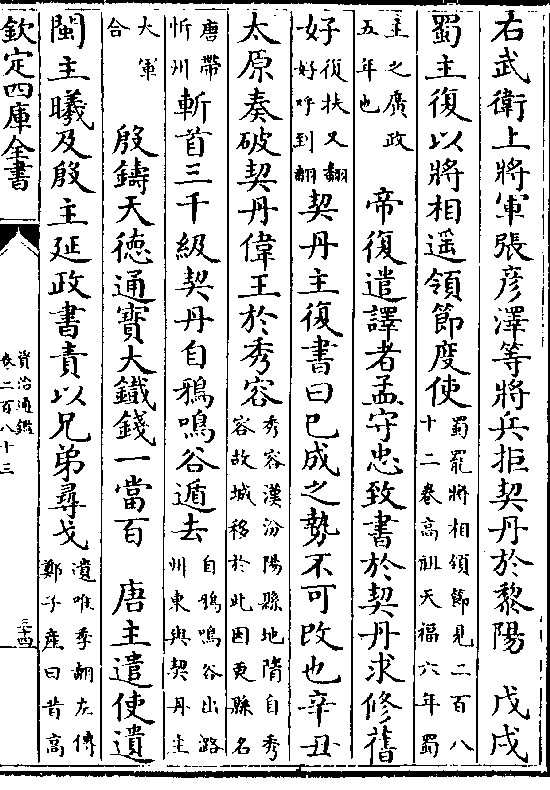 右武衛上將軍張彦澤等將兵拒契丹於黎陽　戊戌
蜀主復以將相遥領節度使
蜀罷將相領節見二百八
十二卷高祖天福六年蜀
主之廣政
五年也
帝復遣譯者孟守忠致書於契丹求修舊
好
復扶又翻
好呼到翻
契丹主復書曰已成之勢不可改也辛丑
太原奏破契丹偉王於秀容
秀容漢汾陽縣地隋自秀
容故城移於此因更縣名
唐帶
忻州
斬首三千級契丹自鴉鳴谷遁去
自鴉鳴谷出潞
州東與契丹主
大軍
合
殷鑄天德通寶大鐵錢一當百　唐主遣使遺
閩主曦及殷主延政書責以兄弟尋戈
遺唯季翻左傳
鄭子産曰昔高
欽定四庫全書
資治通鑑
卷二百八十三
三十四